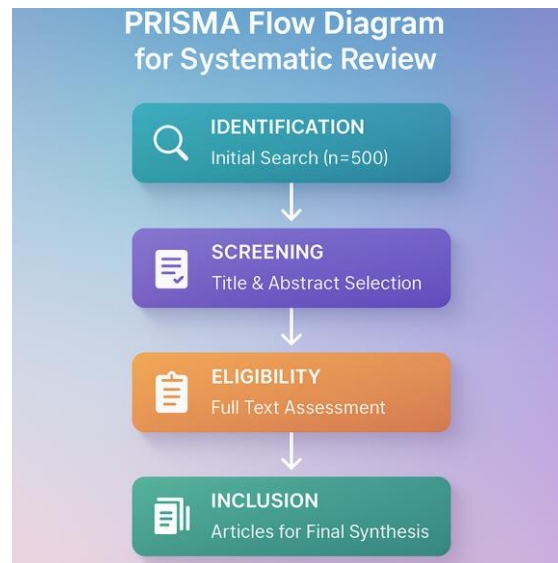 PRISMA Flow Diagram
for Systematic Review
IDENTIFICATION
Initial Search (n=500)
SCREENING
Title & Abstract Selection
ELIGIBILITY
Full Text Assessment
INCLUSION
Articles for Final Synthesis